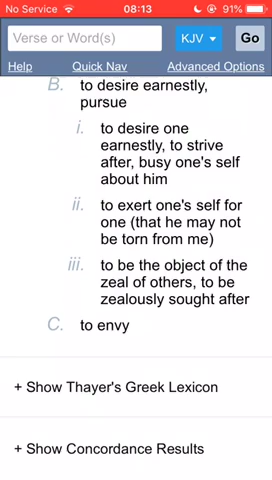 No Service 08:13 91%
Verse or Word(s) KJV Go
Help Quick Nav Advanced Options
B. to desire earnestly,
pursue
i. to desire one
earnestly, to strive
after, busy one's self
about him
ii. to exert one's self for
one (that he may not
be torn from me)
iii. to be the object of the
zeal of others, to be
zealously sought after
C. to envy
+ Show Thayer's Greek Lexicon
+ Show Concordance Results